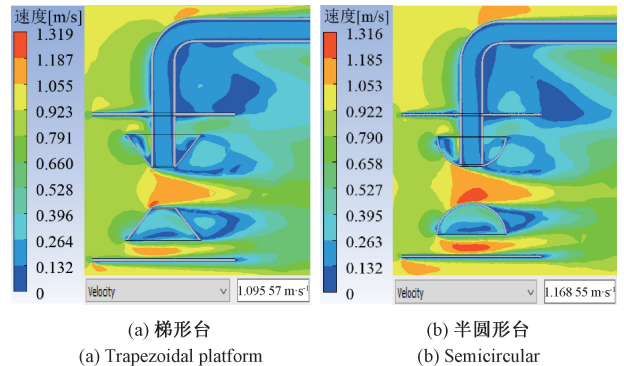 速度[m/s]
1.319
1.187
1.055
0.923
0.791
0.660
0.528
0.396
0.264
0.132
0
Velocity
1.095 57 m·s⁻¹
(a) 梯形台
(a) Trapezoidal platform
速度[m/s]
1.316
1.185
1.053
0.922
0.790
0.658
0.527
0.395
0.263
0.132
0
Velocity
1.168 55 m·s⁻¹
(b) 半圆形台
(b) Semicircular